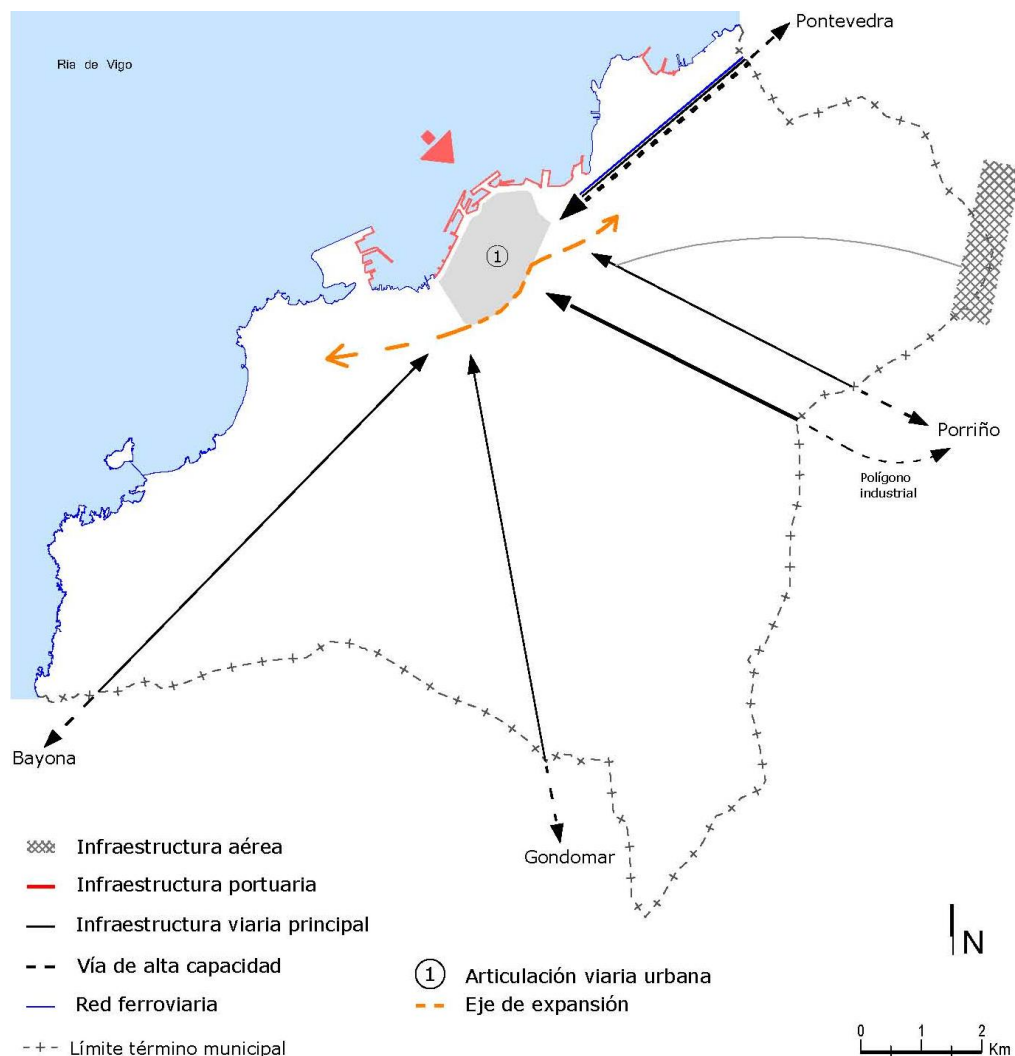 Pontevedra
Ria de Vigo
1
Porriño
Polígono
industrial
Bayona
Gondomar
Infraestructura aérea
Infraestructura portuaria
Infraestructura viaria principal
Vía de alta capacidad
Red ferroviaria
Límite término municipal
1 Articulación viaria urbana
Eje de expansión
N
0 1 2
Km